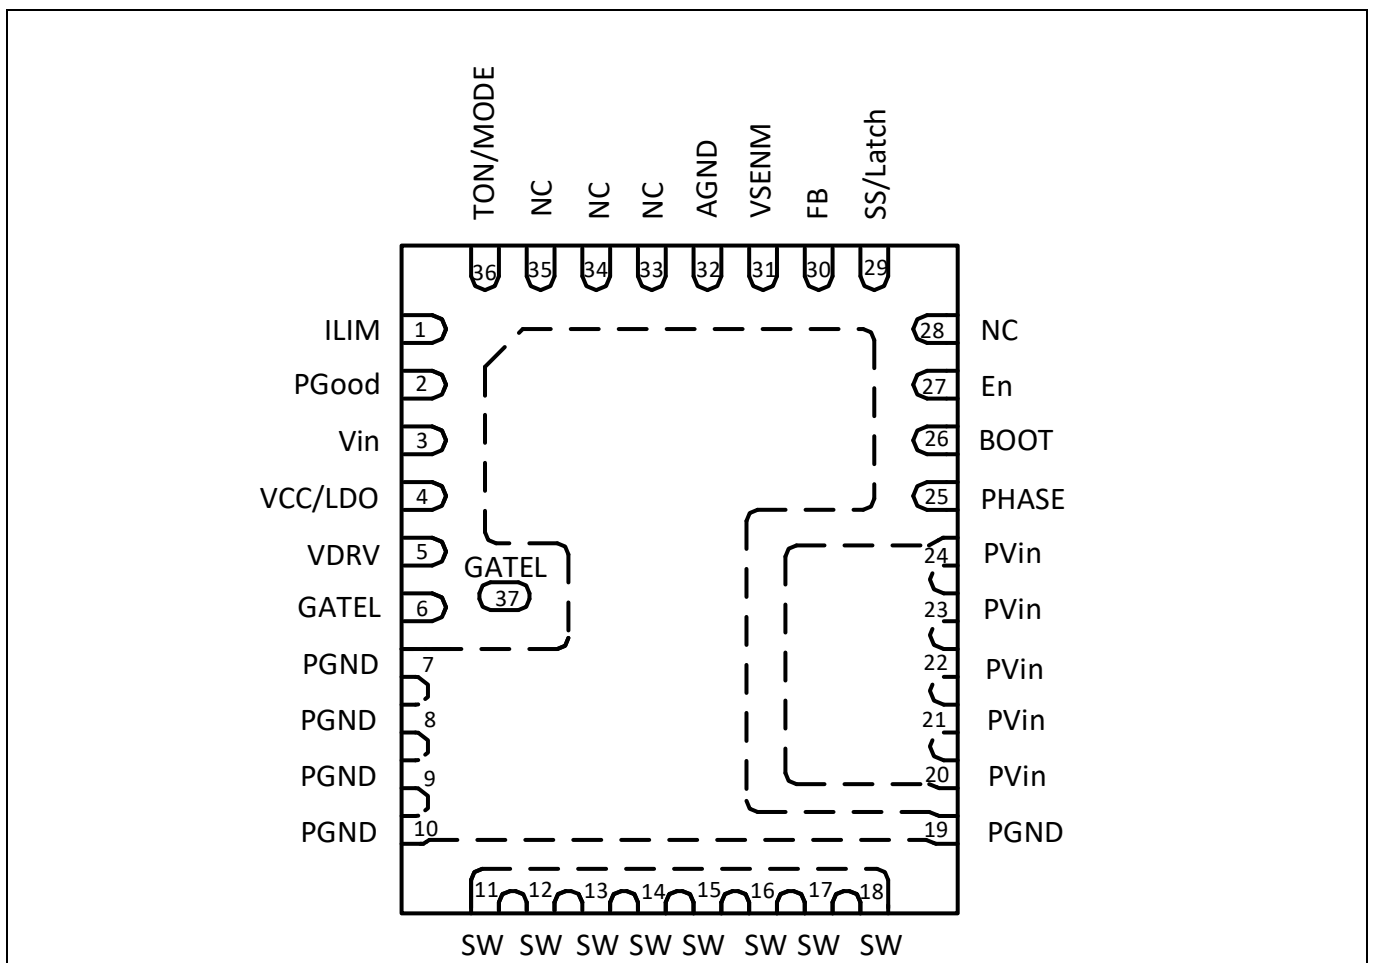 TON/MODE NC NC NC AGND VSENM FB SS/Latch
36 35 34 33 32 31 30 29
ILIM 1 28 NC
PGood 2 27 En
Vin 3 26 BOOT
VCC/LDO 4 25 PHASE
VDRV 5 24 PVin
GATEL
37
GATEL 6 23 PVin
PGND 7 22 PVin
PGND 8 21 PVin
PGND 9 20 PVin
PGND 10 19 PGND
11 12 13 14 15 16 17 18
SW SW SW SW SW SW SW SW